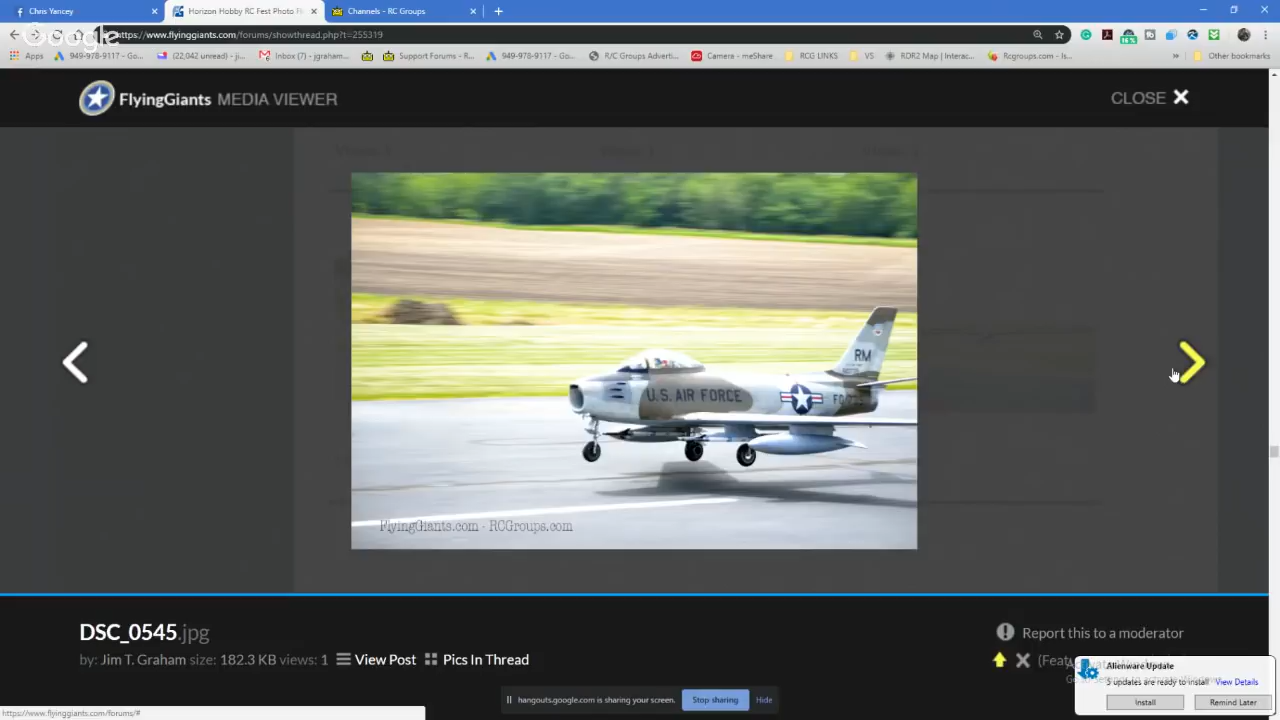 Chris Yancey
Horizon Hobby RC Fest Photo
Channels - RC Groups
Google
https://www.flyinggiants.com/forums/showthread.php?t=255319
Apps
949-978-9117 - Go...
(22,042 unread) - ji...
Inbox (7) - jgraham...
Support Forums - R...
949-978-9117 - Go...
R/C Groups Adverti...
Camera - meShare
RCG LINKS
VS
ROR2 Map | Interac...
Rcgroups.com - Is...
Other bookmarks
FlyingGiants MEDIA VIEWER
CLOSE
RM
U.S. AIR FORCE
FlyingGiants.com - RCGroups.com
DSC_0545.jpg
by: Jim T. Graham size: 182.3 KB views: 1 View Post Pics In Thread
Report this to a moderator
Alienware Update
5 updates are ready to install View Details
Install Remind Later
hangouts.google.com is sharing your screen. Stop sharing Hide
https://www.flyinggiants.com/forums/#